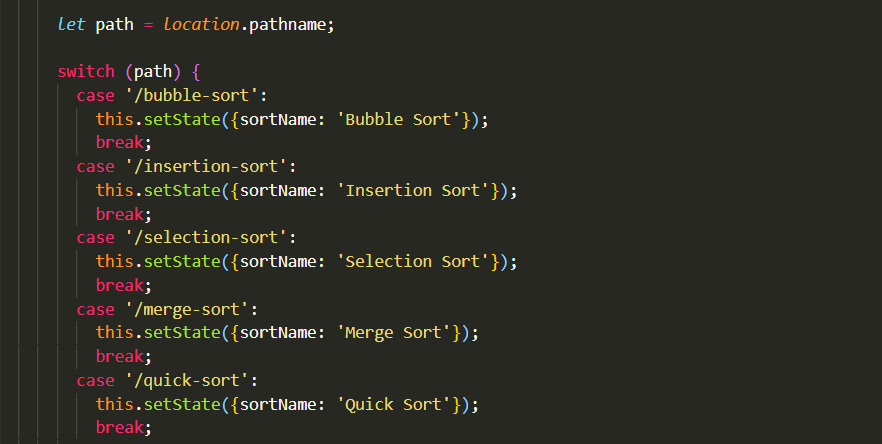 let path = location.pathname;
switch (path) {
case '/bubble-sort':
this.setState({sortName: 'Bubble Sort'});
break;
case '/insertion-sort':
this.setState({sortName: 'Insertion Sort'});
break;
case '/selection-sort':
this.setState({sortName: 'Selection Sort'});
break;
case '/merge-sort':
this.setState({sortName: 'Merge Sort'});
break;
case '/quick-sort':
this.setState({sortName: 'Quick Sort'});
break;